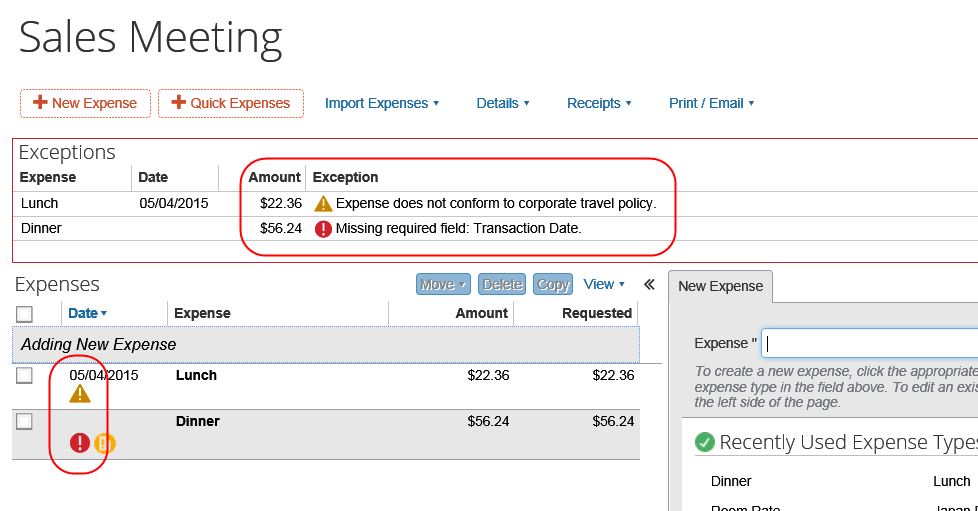 Sales Meeting
New Expense Quick Expenses Import Expenses Details Receipts Print / Email
Exceptions
Expense Date Amount Exception
Lunch 05/04/2015 $22.36 Expense does not conform to corporate travel policy.
Dinner $56.24 Missing required field: Transaction Date.
Expenses Move Delete Copy View «
Date Expense Amount Requested
Adding New Expense
05/04/2015 Lunch $22.36 $22.36
Dinner $56.24 $56.24
New Expense
Expense "
To create a new expense, click the appropriate
expense type in the field above. To edit an exis
the left side of the page.
Recently Used Expense Types
Dinner Lunch
Room Rate Japan